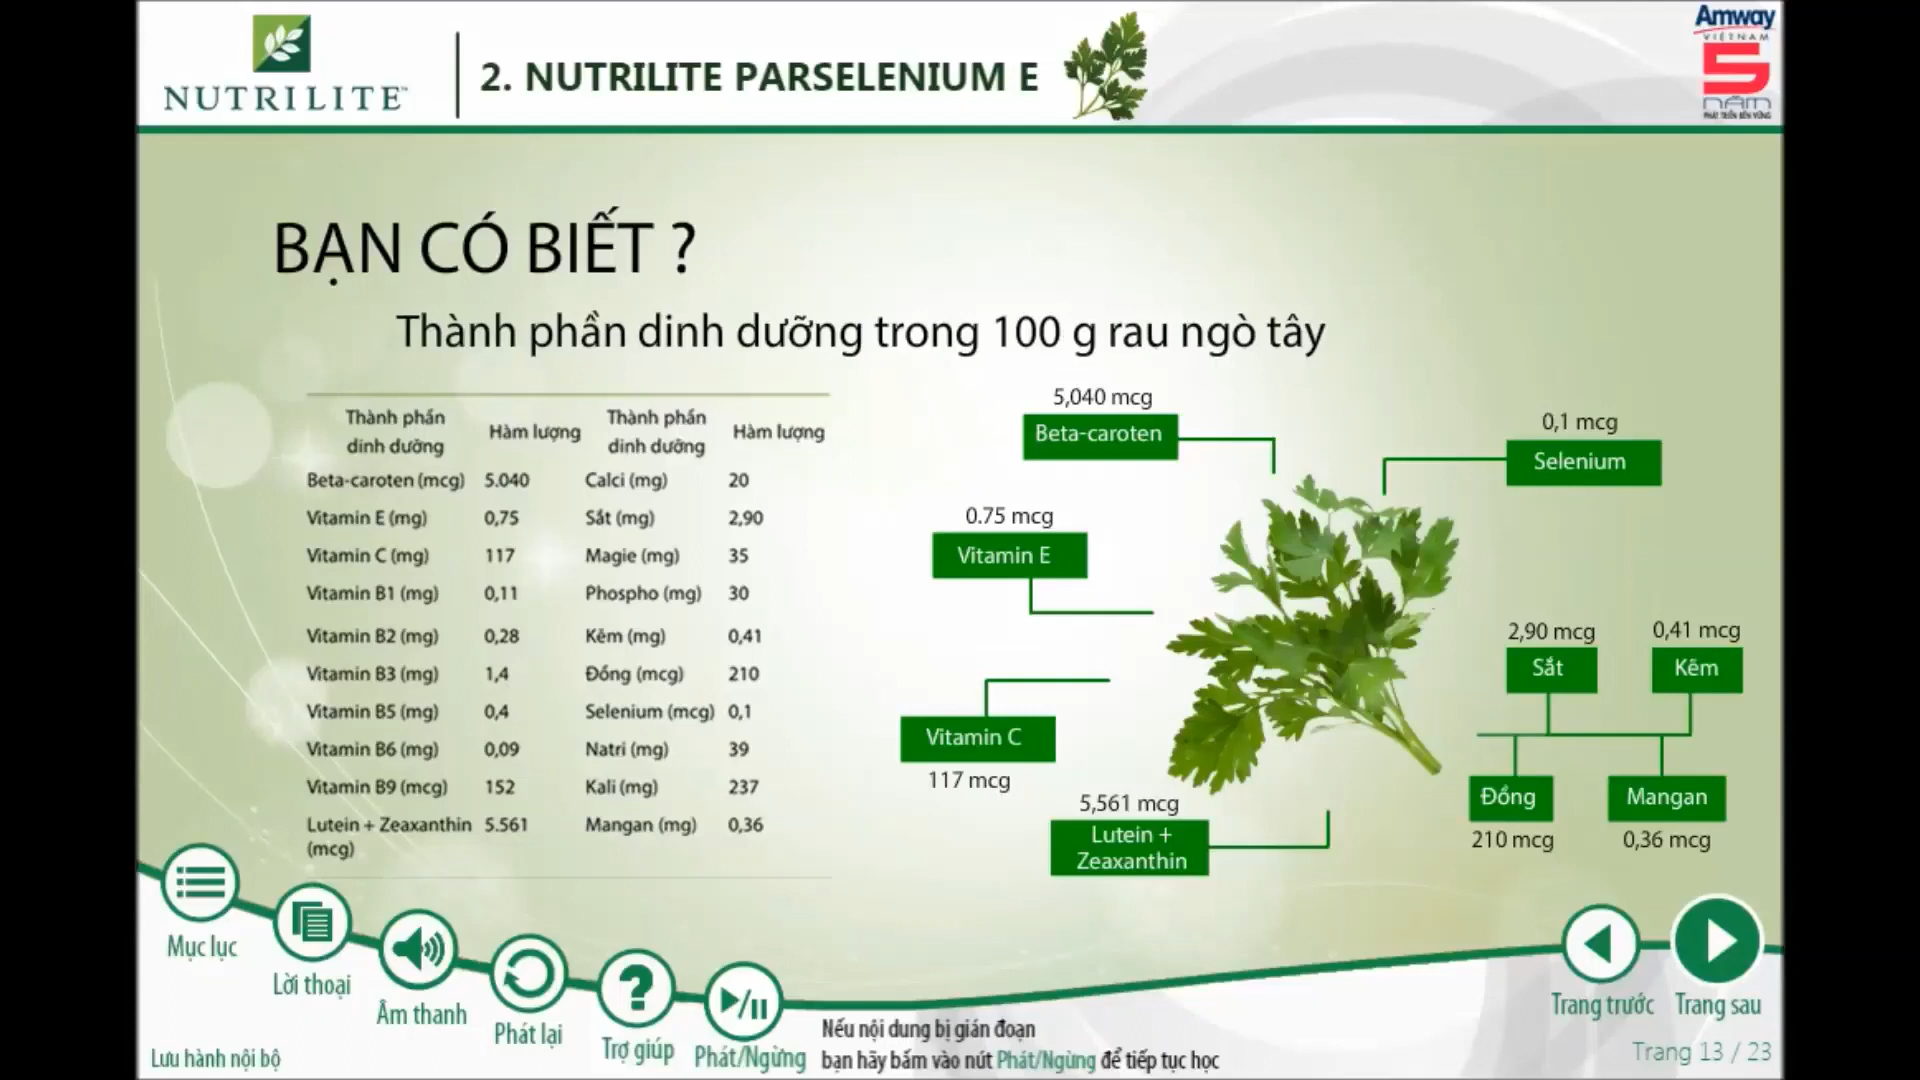 NUTRILITE™
2. NUTRILITE PARSELENIUM E
Amway
VIỆTNAM
5
NĂM
PHÁT TRIỂN BỀN VỮNG
BẠN CÓ BIẾT ?
Thành phần dinh dưỡng trong 100 g rau ngò tây
Thành phần dinh dưỡng Hàm lượng Thành phần dinh dưỡng Hàm lượng
Beta-caroten (mcg) 5.040 Calci (mg) 20
Vitamin E (mg) 0,75 Sắt (mg) 2,90
Vitamin C (mg) 117 Magie (mg) 35
Vitamin B1 (mg) 0,11 Phospho (mg) 30
Vitamin B2 (mg) 0,28 Kẽm (mg) 0,41
Vitamin B3 (mg) 1,4 Đồng (mcg) 210
Vitamin B5 (mg) 0,4 Selenium (mcg) 0,1
Vitamin B6 (mg) 0,09 Natri (mg) 39
Vitamin B9 (mcg) 152 Kali (mg) 237
Lutein + Zeaxanthin 5.561 Mangan (mg) 0,36
(mcg)
5,040 mcg
Beta-caroten
0,1 mcg
Selenium
0.75 mcg
Vitamin E
2,90 mcg
Sắt
0,41 mcg
Kẽm
Vitamin C
117 mcg
Đồng
210 mcg
Mangan
0,36 mcg
5,561 mcg
Lutein +
Zeaxanthin
Mục lục
Lời thoại
Âm thanh
Phát lại
Trợ giúp
Phát/Ngừng
Nếu nội dung bị gián đoạn
bạn hãy bấm vào nút Phát/Ngừng để tiếp tục học
Trang trước
Trang sau
Lưu hành nội bộ
Trang 13 / 23